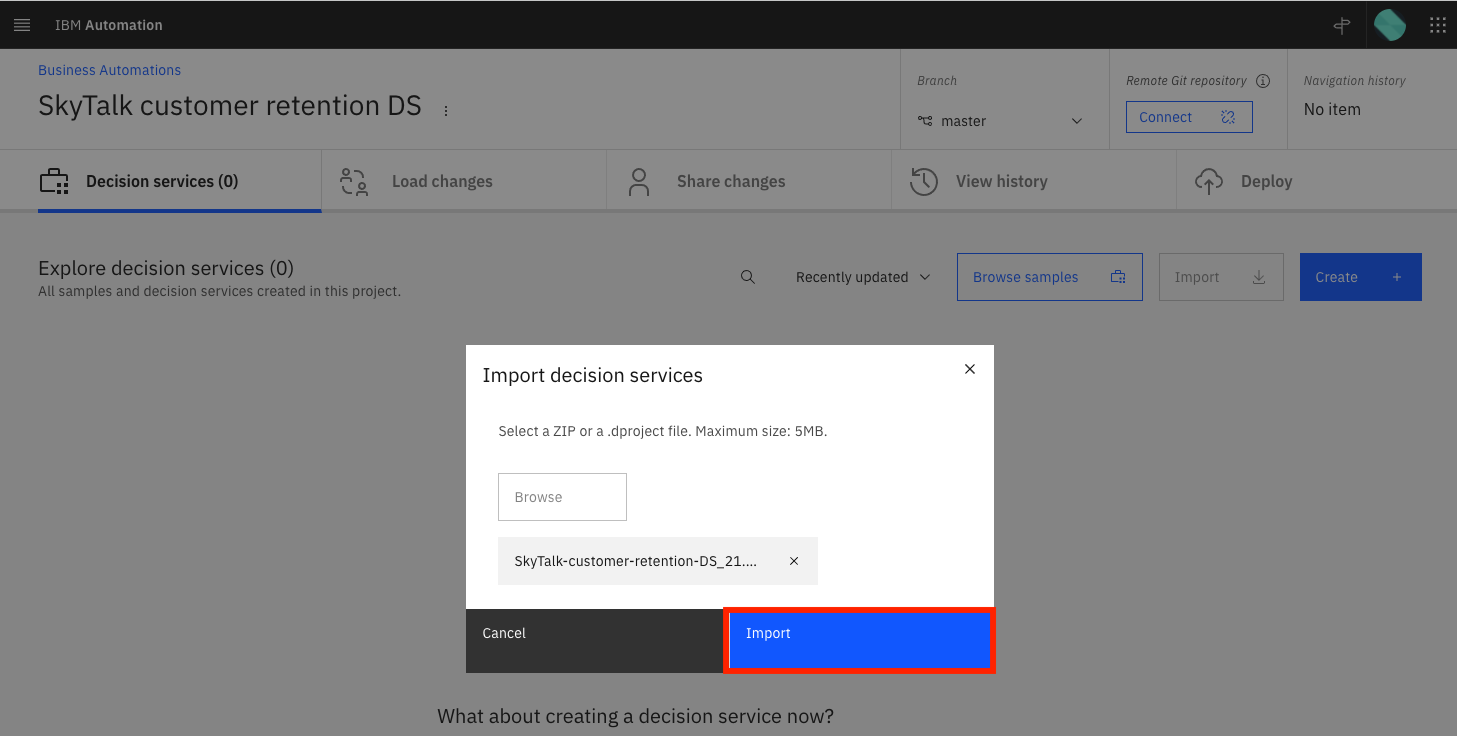 IBM Automation
Business Automations
SkyTalk customer retention DS
Branch
master
Remote Git repository
Connect
Navigation history
No item
Decision services (0)
Load changes
Share changes
View history
Deploy
Explore decision services (0)
All samples and decision services created in this project.
Recently updated
Browse samples
Import
Create +
Import decision services
Select a ZIP or a .dproject file. Maximum size: 5MB.
Browse
SkyTalk-customer-retention-DS_21....
Cancel
Import
What about creating a decision service now?